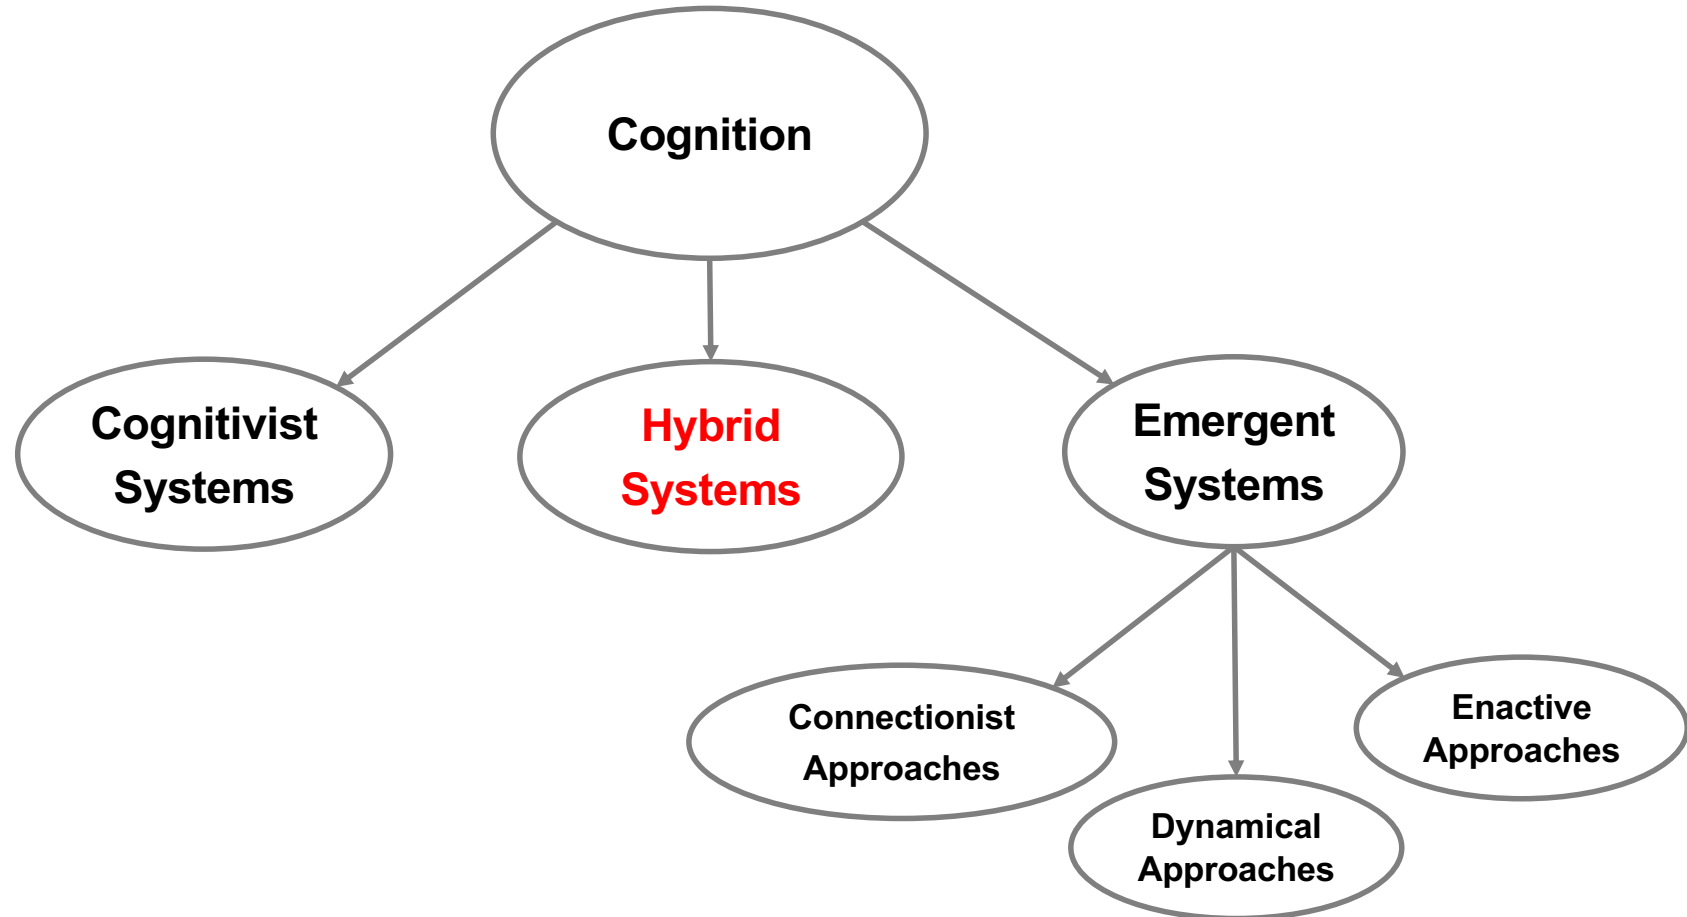 Cognition
Cognitivist
Systems
Hybrid
Systems
Emergent
Systems
Connectionist
Approaches
Dynamical
Approaches
Enactive
Approaches